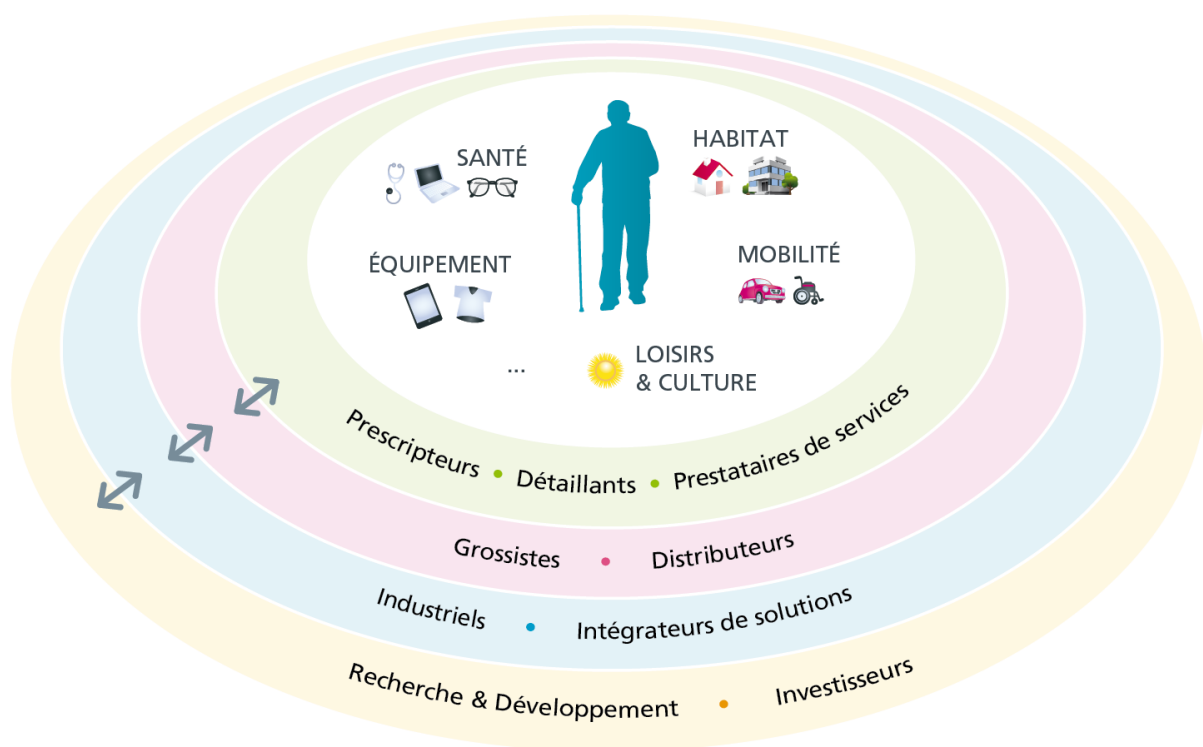 SANTÉ
HABITAT
ÉQUIPEMENT
MOBILITÉ
...
LOISIRS
& CULTURE
Prescripteurs • Détaillants • Prestataires de services
Grossistes • Distributeurs
Industriels • Intégrateurs de solutions
Recherche & Développement • Investisseurs